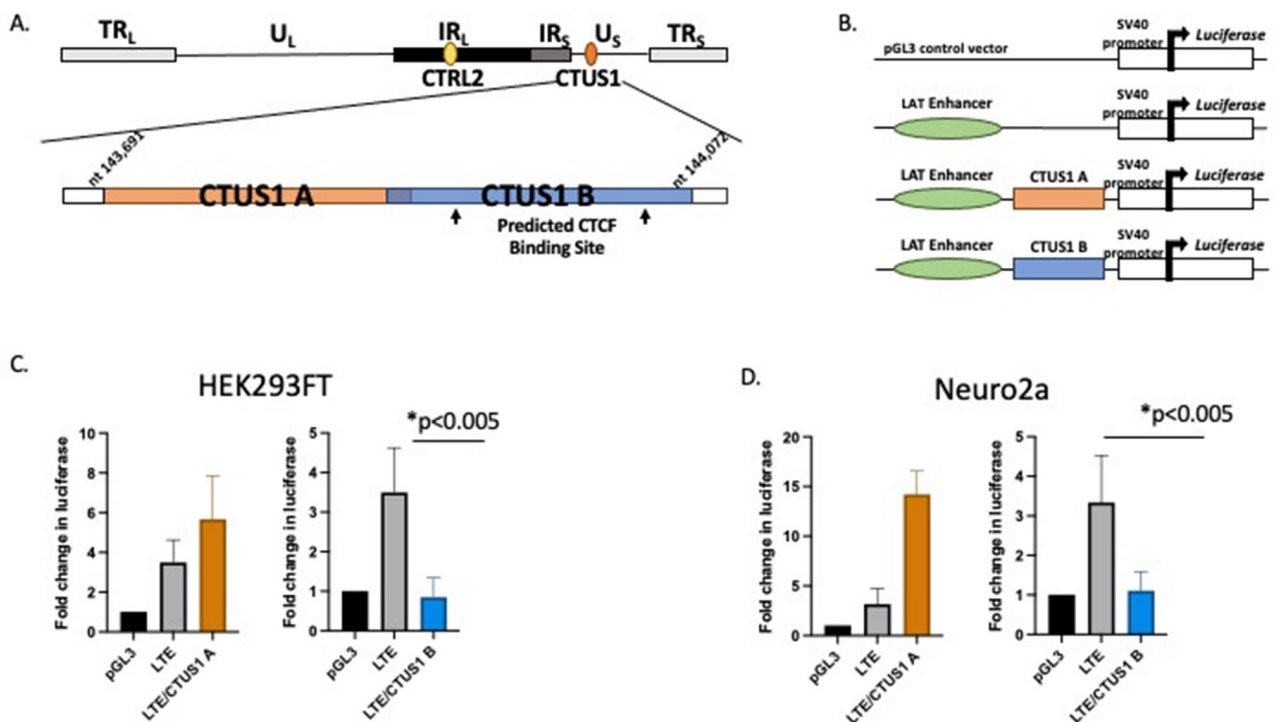 A.
TRL UL IRL IRS US TRS
CTRL2 CTUS1
nt 143,691
nt 144,072
CTUS1 A CTUS1 B
Predicted CTCF
Binding Site
B.
SV40
promoter Luciferase
pGL3 control vector
LAT Enhancer
SV40
promoter Luciferase
LAT Enhancer
CTUS1 A
SV40
promoter Luciferase
LAT Enhancer
CTUS1 B
SV40
promoter Luciferase
C.
HEK293FT
Fold change in luciferase
10
8
6
4
2
0
pGL3
LTE
LTE/CTUS1 A
*p<0.005
Fold change in luciferase
5
4
3
2
1
0
pGL3
LTE
LTE/CTUS1 B
D.
Neuro2a
Fold change in luciferase
20
15
10
5
0
pGL3
LTE
LTE/CTUS1 A
*p<0.005
Fold change in luciferase
5
4
3
2
1
0
pGL3
LTE
LTE/CTUS1 B